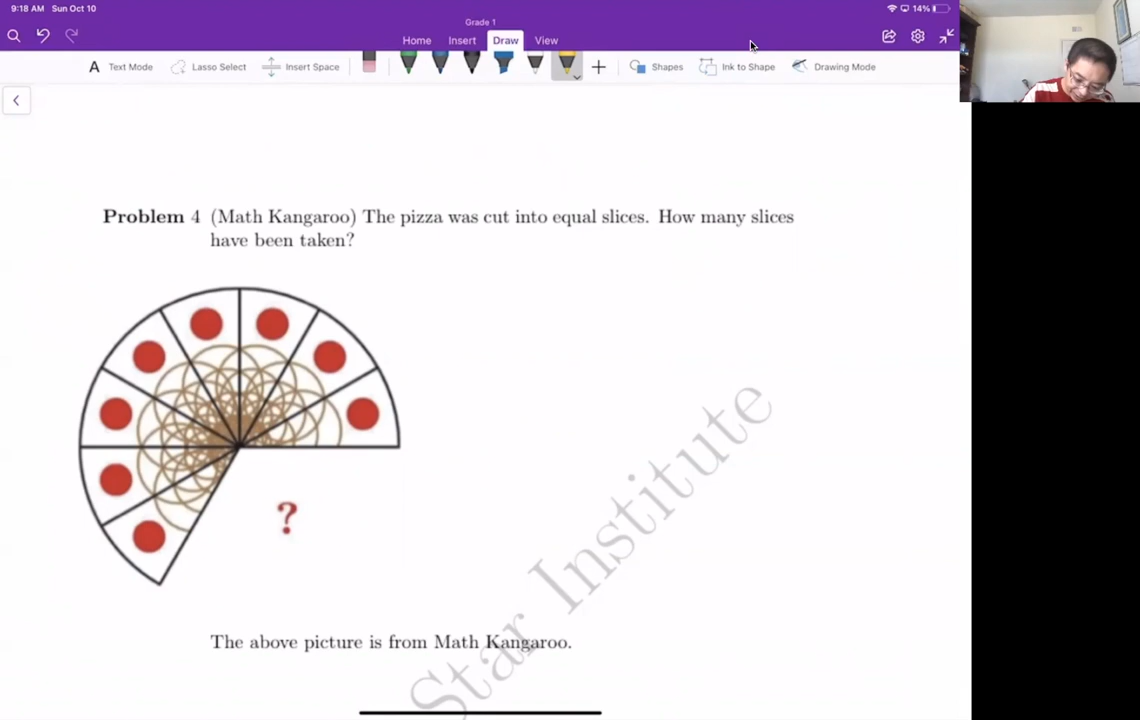 9:18 AM Sun Oct 10
14%
Grade 1
Home Insert Draw View
Text Mode Lasso Select Insert Space Shapes Ink to Shape Drawing Mode
Problem 4 (Math Kangaroo) The pizza was cut into equal slices. How many slices
have been taken?
?
The above picture is from Math Kangaroo.
Star Institute